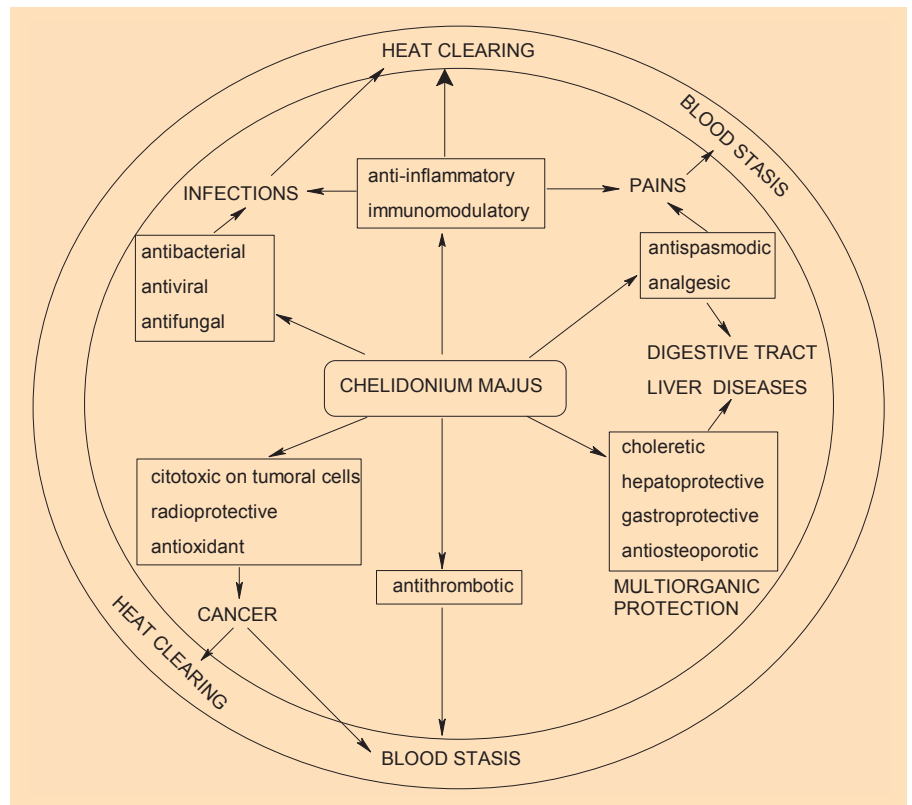 HEAT CLEARING
BLOOD STASIS
INFECTIONS
anti-inflammatory
immunomodulatory
PAINS
antibacterial
antiviral
antifungal
antispasmodic
analgesic
DIGESTIVE TRACT
LIVER DISEASES
CHELIDONIUM MAJUS
citotoxic on tumoral cells
radioprotective
antioxidant
choleretic
hepatoprotective
gastroprotective
antiosteoporotic
MULTIORGANIC
PROTECTION
antithrombotic
CANCER
HEAT CLEARING
BLOOD STASIS